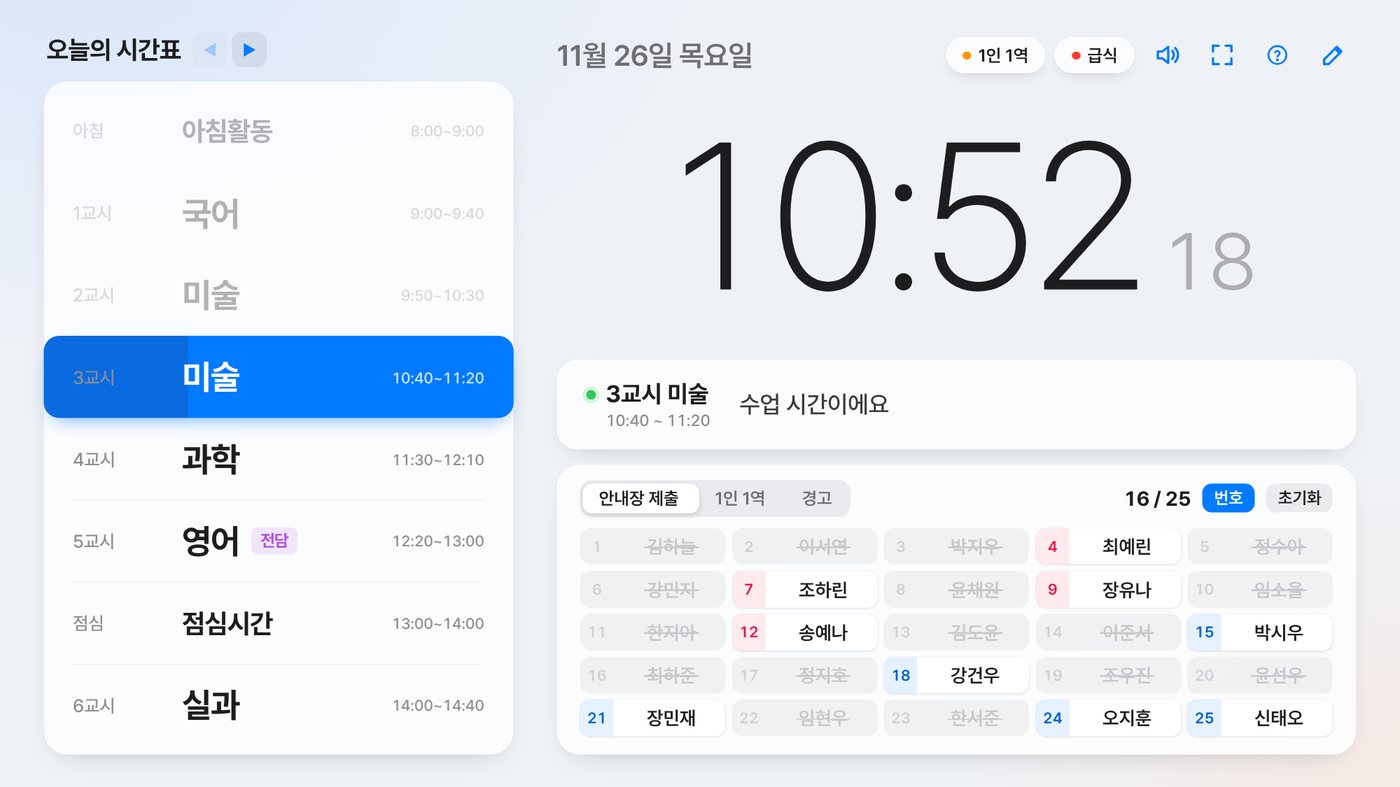 오늘의 시간표 ◀ ▶
아침 아침활동 8:00~9:00
1교시 국어 9:00~9:40
2교시 미술 9:50~10:30
3교시 미술 10:40~11:20
4교시 과학 11:30~12:10
5교시 영어 전담 12:20~13:00
점심 점심시간 13:00~14:00
6교시 실과 14:00~14:40
11월 26일 목요일
1인 1역 급식
10:52 18
3교시 미술
10:40 ~ 11:20
수업 시간이에요
안내장 제출 1인 1역 경고 16 / 25 번호 초기화
1 김하늘 2 이서연 3 박지우 4 최예린 5 정수아
6 강민지 7 조하린 8 윤채원 9 장유나 10 임소율
11 한지아 12 송예나 13 김도윤 14 이준서 15 박시우
16 최하준 17 정지호 18 강건우 19 조우진 20 윤선우
21 장민재 22 임현우 23 한서준 24 오지훈 25 신태오